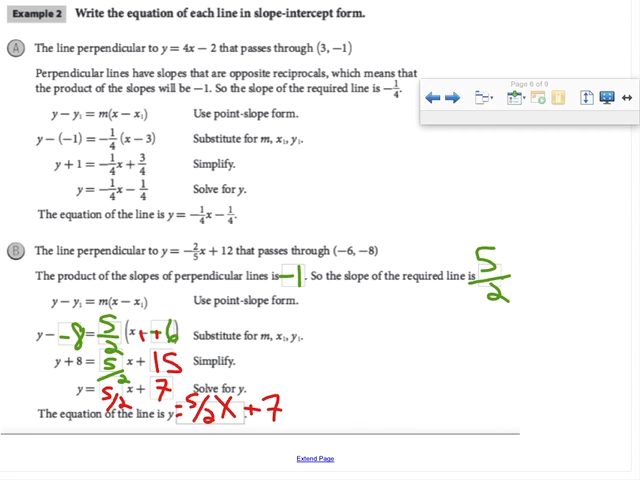 Example 2 Write the equation of each line in slope-intercept form.
A The line perpendicular to y = 4x − 2 that passes through (3, −1)
Perpendicular lines have slopes that are opposite reciprocals, which means that
the product of the slopes will be −1. So the slope of the required line is −1/4.
Page 6 of 9
y − y₁ = m(x − x₁) Use point-slope form.
y − (−1) = −1/4 (x − 3) Substitute for m, x₁, y₁.
y + 1 = −1/4x + 3/4 Simplify.
y = −1/4x − 1/4 Solve for y.
The equation of the line is y = −1/4x − 1/4.
B The line perpendicular to y = −2/5x + 12 that passes through (−6, −8)
The product of the slopes of perpendicular lines is −1. So the slope of the required line is 5/2
y − y₁ = m(x − x₁) Use point-slope form.
y − −8 = 5/2 (x + +6) Substitute for m, x₁, y₁.
y + 8 = 5/2 x + 15 Simplify.
y = 5/2 x + 7 Solve for y.
The equation of the line is y = 5/2 x + 7.
Extend Page